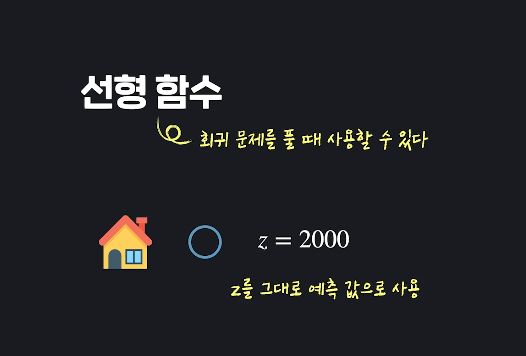 선형 함수
회귀 문제를 풀 때 사용할 수 있다
z = 2000
z를 그대로 예측 값으로 사용